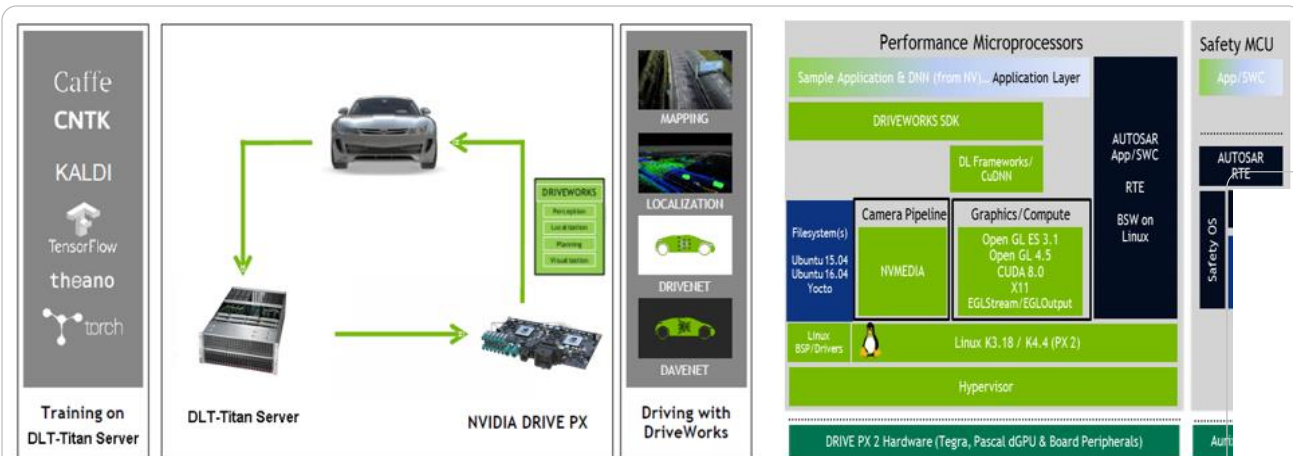 Caffe
CNTK
KALDI
TensorFlow
theano
torch
Training on
DLT-Titan Server
DLT-Titan Server
NVIDIA DRIVE PX
DRIVEWORKS
Perception
Localization
Planning
Visualization
MAPPING
LOCALIZATION
DRIVENET
DAVENET
Driving with
DriveWorks
Performance Microprocessors
Sample Application & DNN (from NV)... Application Layer
DRIVEWORKS SDK
DL Frameworks/
CuDNN
Filesystem(s)
Ubuntu 15.04
Ubuntu 16.04
Yocto
Camera Pipeline
NVMEDIA
Graphics/Compute
Open GL ES 3.1
Open GL 4.5
CUDA 8.0
X11
EGLStream/EGLOutput
AUTOSAR
App/SWC
RTE
BSW on
Linux
Linux
BSP/Drivers
Linux K3.18 / K4.4 (PX 2)
Hypervisor
DRIVE PX 2 Hardware (Tegra, Pascal dGPU & Board Peripherals)
Safety MCU
App/SWC
AUTOSAR
RTE
Safety OS